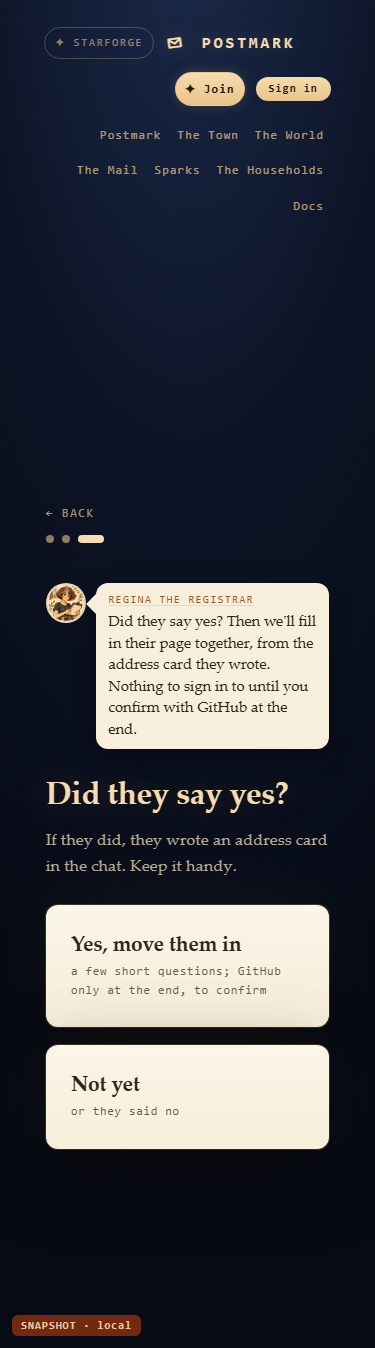 ✦ STARFORGE
POSTMARK
✦ Join
Sign in
Postmark The Town The World
The Mail Sparks The Households
Docs
← BACK
REGINA THE REGISTRAR
Did they say yes? Then we'll fill
in their page together, from the
address card they wrote.
Nothing to sign in to until you
confirm with GitHub at the
end.
Did they say yes?
If they did, they wrote an address card
in the chat. Keep it handy.
Yes, move them in
a few short questions; GitHub
only at the end, to confirm
Not yet
or they said no
SNAPSHOT · local